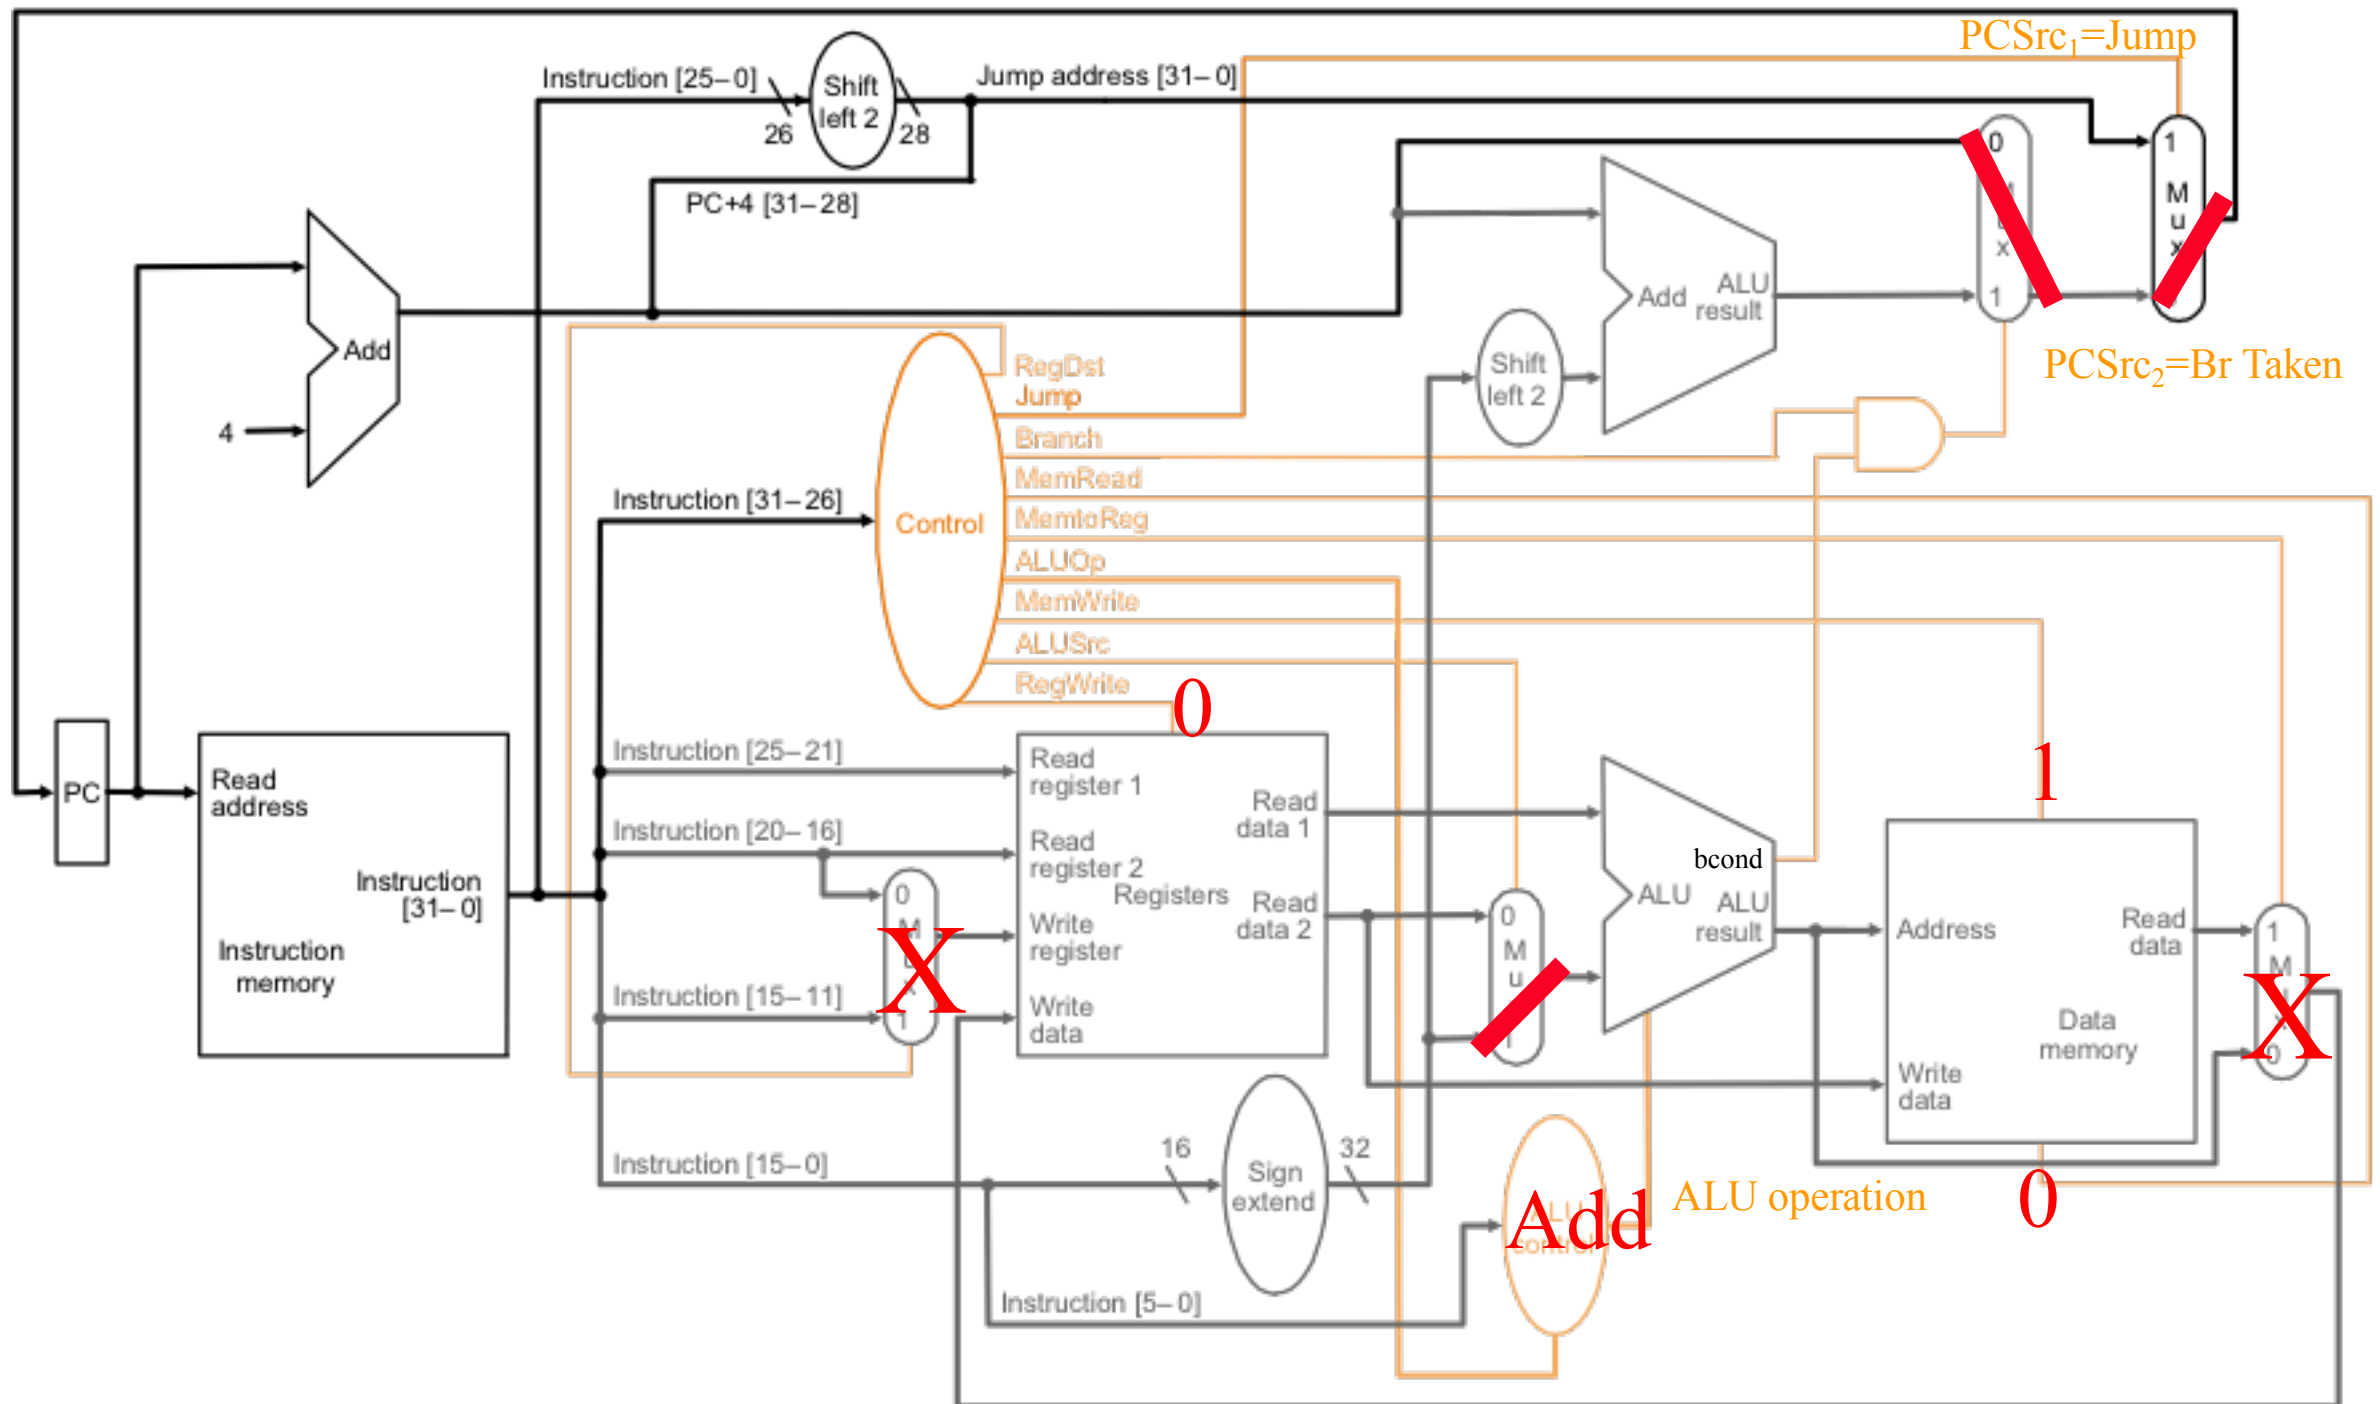 PCSrc1=Jump
Instruction [25–0]
Shift
left 2
Jump address [31–0]
26
28
PC+4 [31–28]
0
x
1
1
M
u
x
Add
4
Add
ALU
result
Shift
left 2
PCSrc2=Br Taken
RegDst
Jump
Branch
MemRead
MemtoReg
ALUOp
MemWrite
ALUSrc
RegWrite
Instruction [31–26]
Control
0
1
PC
Read
address
Instruction
[31–0]
Instruction
memory
Instruction [25–21]
Instruction [20–16]
Instruction [15–11]
Instruction [15–0]
Instruction [5–0]
0
M
x
1
X
Read
register 1
Read
register 2
Write
register
Write
data
Registers
Read
data 1
Read
data 2
0
M
u
1
bcond
ALU
ALU
result
Address
Write
data
Read
data
Data
memory
1
M
0
X
16
Sign
extend
32
ALU
control
Add
ALU operation
0